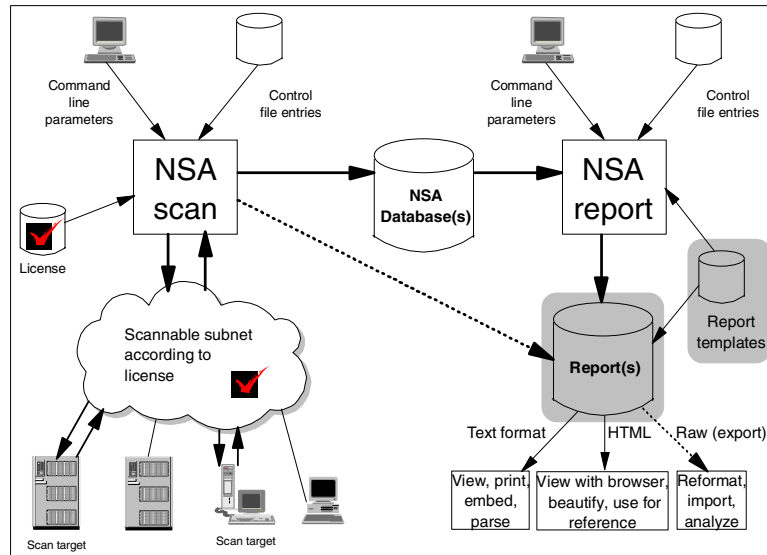 Command
line
parameters
Control
file entries
Command
line
parameters
Control
file entries
NSA
scan
NSA
Database(s)
NSA
report
License
Scannable subnet
according to
license
Report
templates
Report(s)
Text format
HTML
Raw (export)
View, print,
embed,
parse
View with browser,
beautify, use for
reference
Reformat,
import,
analyze
Scan target
Scan target